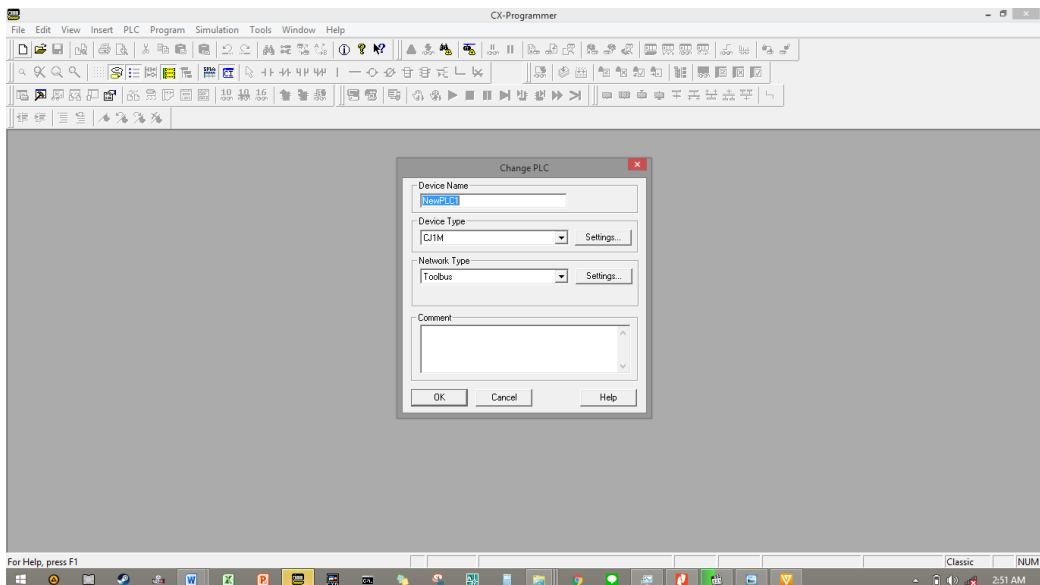 CX-Programmer
File Edit View Insert PLC Program Simulation Tools Window Help
Change PLC
Device Name
NewPLC1
Device Type
CJ1M
Settings...
Network Type
Toolbus
Settings...
Comment
OK Cancel Help
For Help, press F1
Classic NUM
2:51 AM